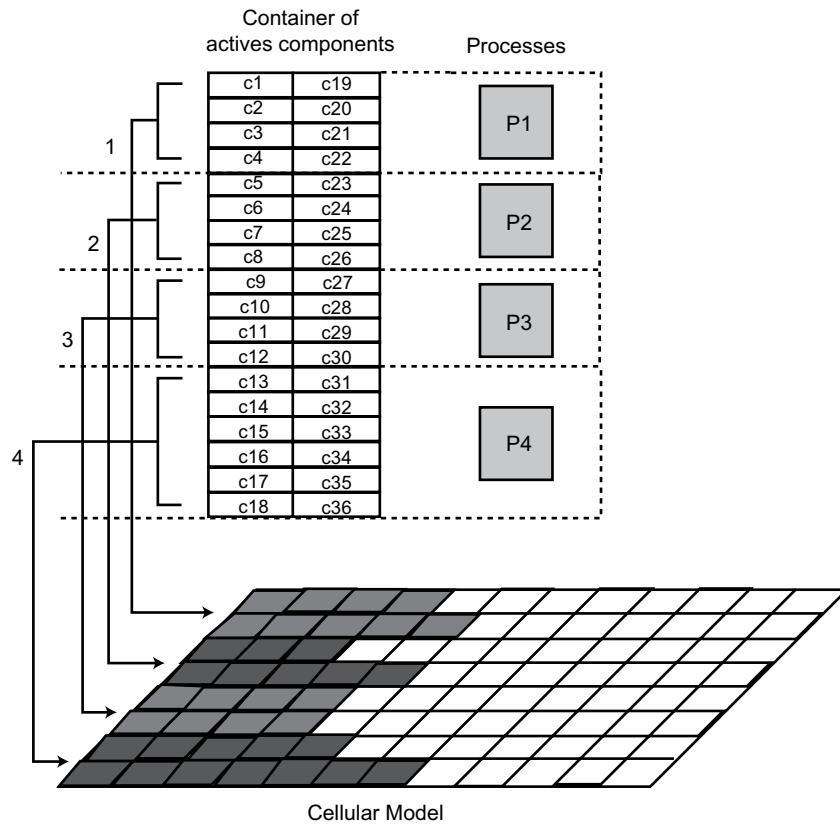 Container of
actives components
Processes
c1 c19
c2 c20
c3 c21
c4 c22
1
P1
c5 c23
c6 c24
c7 c25
c8 c26
2
P2
c9 c27
c10 c28
c11 c29
c12 c30
3
P3
c13 c31
c14 c32
c15 c33
c16 c34
c17 c35
c18 c36
4
P4
Cellular Model